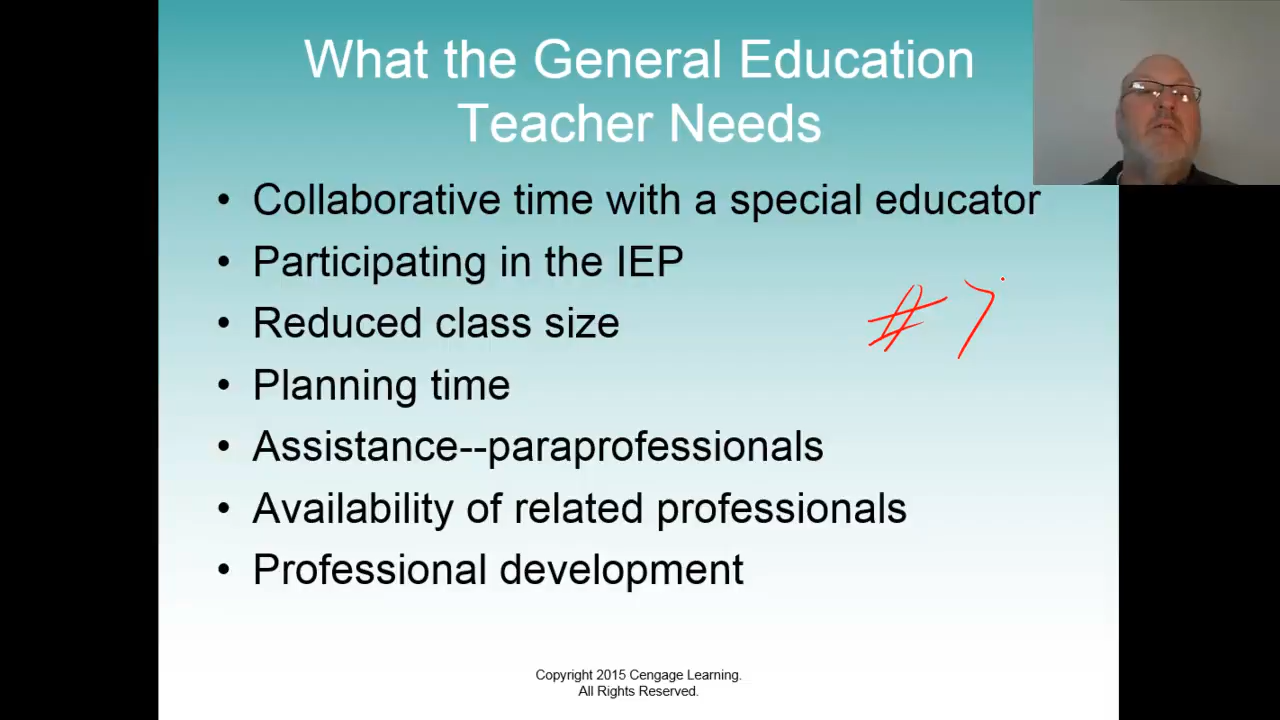 What the General Education
Teacher Needs
• Collaborative time with a special educator
• Participating in the IEP
• Reduced class size
• Planning time
• Assistance--paraprofessionals
• Availability of related professionals
• Professional development
#7
Copyright 2015 Cengage Learning.
All Rights Reserved.